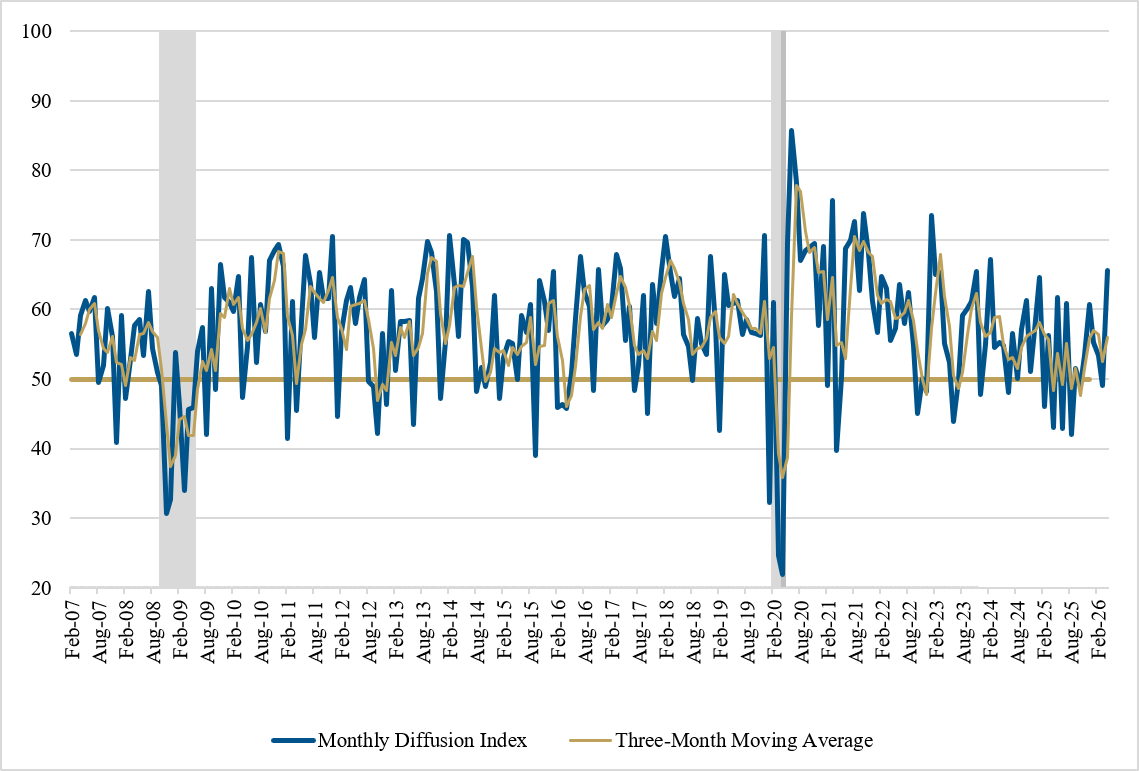 100
90
80
70
60
50
40
30
20
Feb-07
Aug-07
Feb-08
Aug-08
Feb-09
Aug-09
Feb-10
Aug-10
Feb-11
Aug-11
Feb-12
Aug-12
Feb-13
Aug-13
Feb-14
Aug-14
Feb-15
Aug-15
Feb-16
Aug-16
Feb-17
Aug-17
Feb-18
Aug-18
Feb-19
Aug-19
Feb-20
Aug-20
Feb-21
Aug-21
Feb-22
Aug-22
Feb-23
Aug-23
Feb-24
Aug-24
Feb-25
Aug-25
Feb-26
Monthly Diffusion Index
Three-Month Moving Average